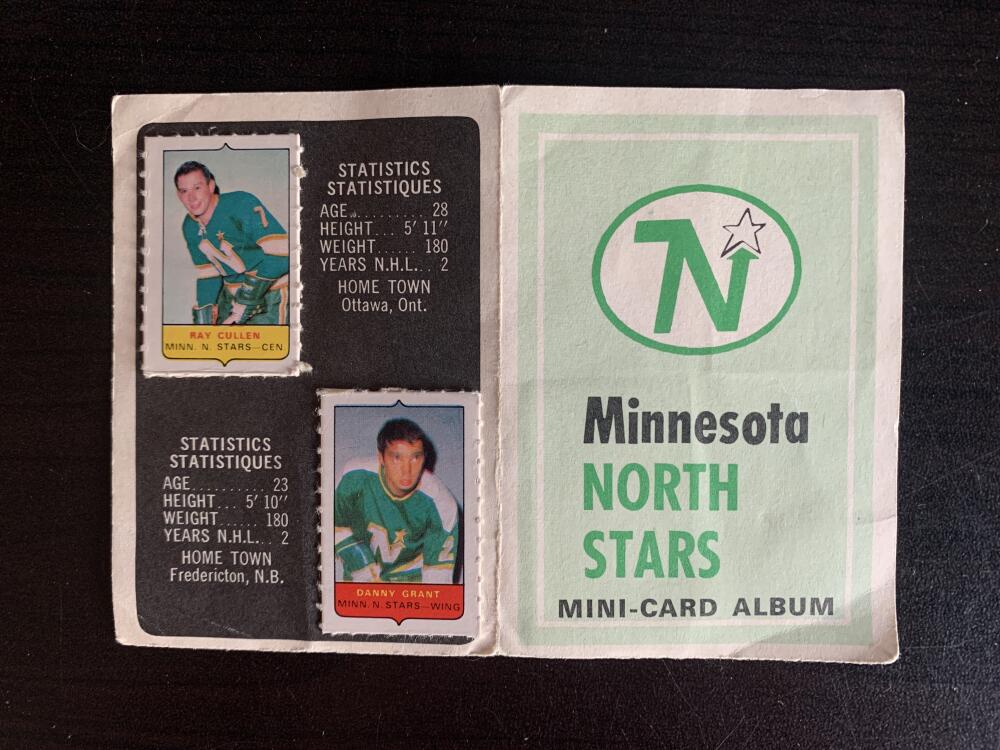 7
N
RAY CULLEN
MINN. N. STARS—CEN.
STATISTICS
STATISTIQUES
AGE.......... 28
HEIGHT... 5' 11"
WEIGHT...... 180
YEARS N.H.L... 2
HOME TOWN
Ottawa, Ont.
STATISTICS
STATISTIQUES
AGE.......... 23
HEIGHT... 5' 10"
WEIGHT...... 180
YEARS N.H.L... 2
HOME TOWN
Fredericton, N.B.
N
2
DANNY GRANT
MINN. N. STARS—WING
N
Minnesota
NORTH
STARS
MINI-CARD ALBUM